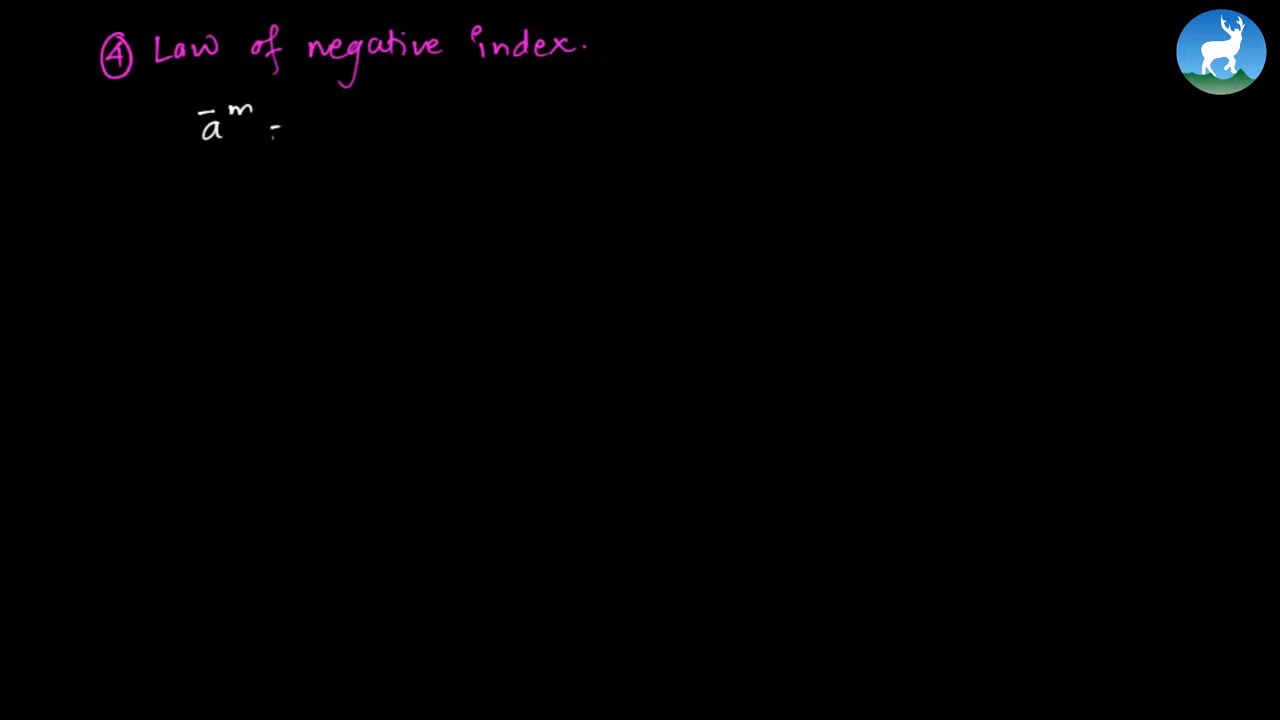 ④ Law of negative index.
a̅ᵐ =